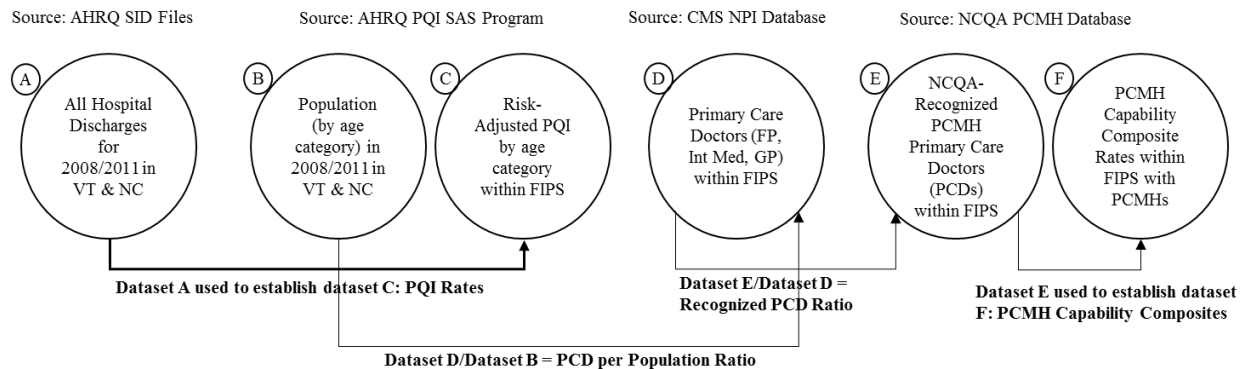 Source: AHRQ SID Files
Source: AHRQ PQI SAS Program
Source: CMS NPI Database
Source: NCQA PCMH Database
A
All Hospital
Discharges
for
2008/2011 in
VT & NC
B
Population
(by age
category) in
2008/2011 in
VT & NC
C
Risk-
Adjusted PQI
by age
category
within FIPS
D
Primary Care
Doctors (FP,
Int Med, GP)
within FIPS
E
NCQA-
Recognized
PCMH
Primary Care
Doctors
(PCDs)
within FIPS
F
PCMH
Capability
Composite
Rates within
FIPS with
PCMHs
Dataset A used to establish dataset C: PQI Rates
Dataset E/Dataset D =
Recognized PCD Ratio
Dataset E used to establish dataset
F: PCMH Capability Composites
Dataset D/Dataset B = PCD per Population Ratio